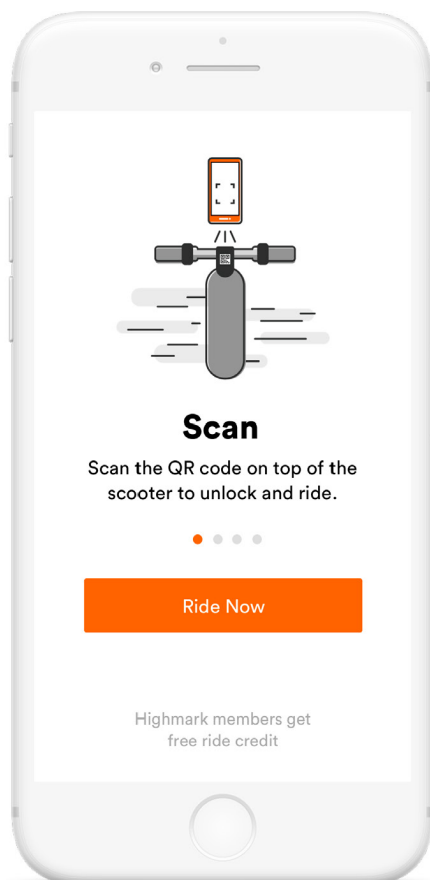 Scan
Scan the QR code on top of the
scooter to unlock and ride.
Ride Now
Highmark members get
free ride credit